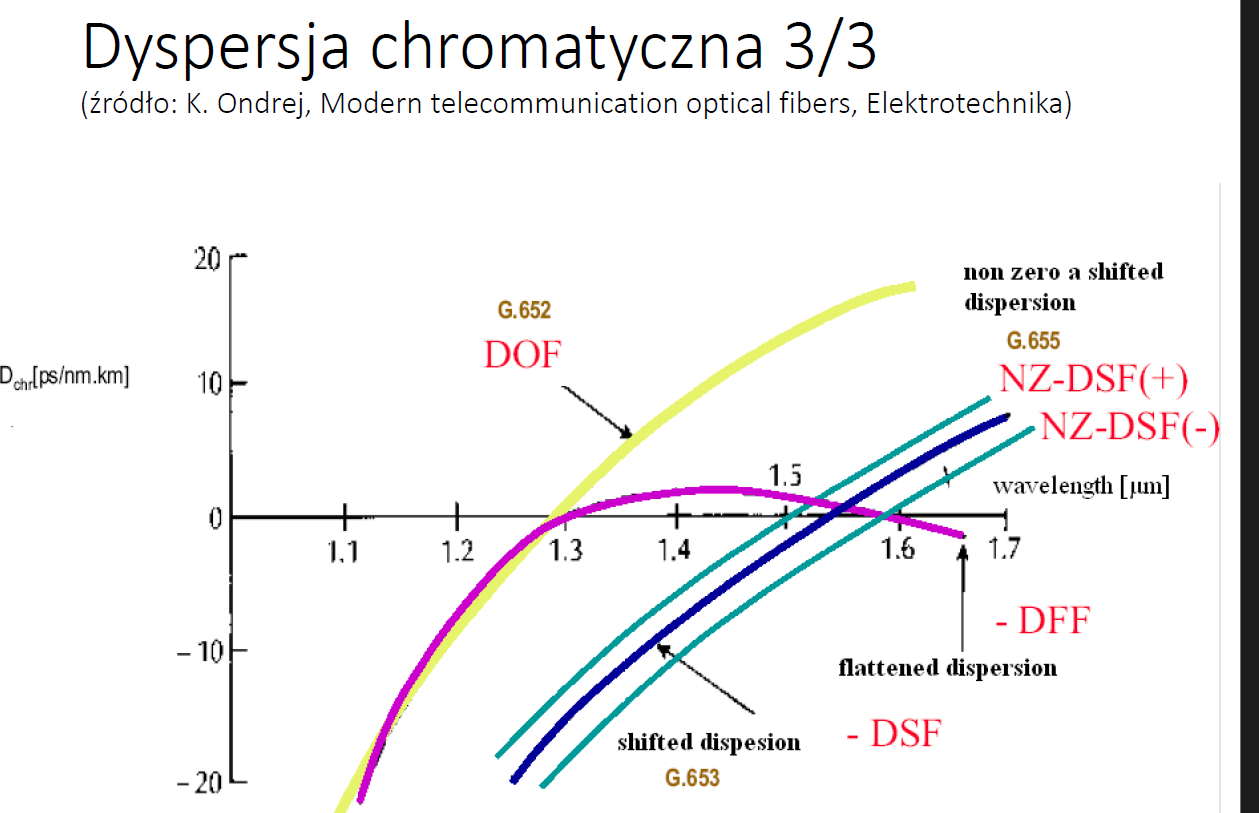 Dyspersja chromatyczna 3/3
(źródło: K. Ondrej, Modern telecommunication optical fibers, Elektrotechnika)
20
non zero a shifted
dispersion
G.652
G.655
DOF
D chr[ps/nm.km]
10
NZ-DSF(+)
NZ-DSF(-)
1.5
wavelength [µm]
0
1.1
1.2
1.3
1.4
1.6
1.7
- DFF
- 10
flattened dispersion
shifted dispesion
- DSF
G.653
- 20